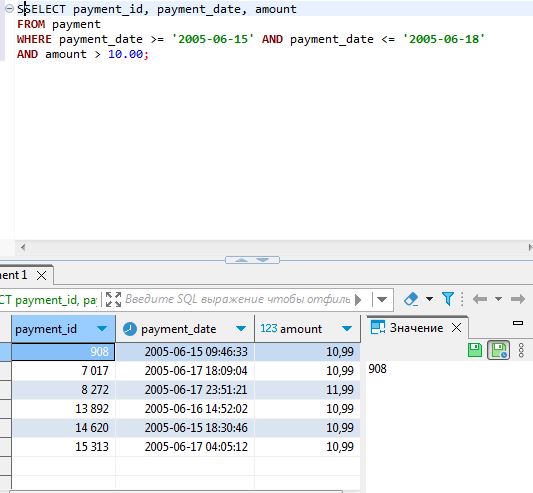 SSELECT payment_id, payment_date, amount
FROM payment
WHERE payment_date >= '2005-06-15' AND payment_date <= '2005-06-18'
AND amount > 10.00;
nent 1
CT payment_id, pa Введите SQL выражение чтобы отфиль
payment_id payment_date 123 amount Значение
908 2005-06-15 09:46:33 10,99
7 017 2005-06-17 18:09:04 10,99 908
8 272 2005-06-17 23:51:21 11,99
13 892 2005-06-16 14:52:02 10,99
14 620 2005-06-15 18:30:46 10,99
15 313 2005-06-17 04:05:12 10,99